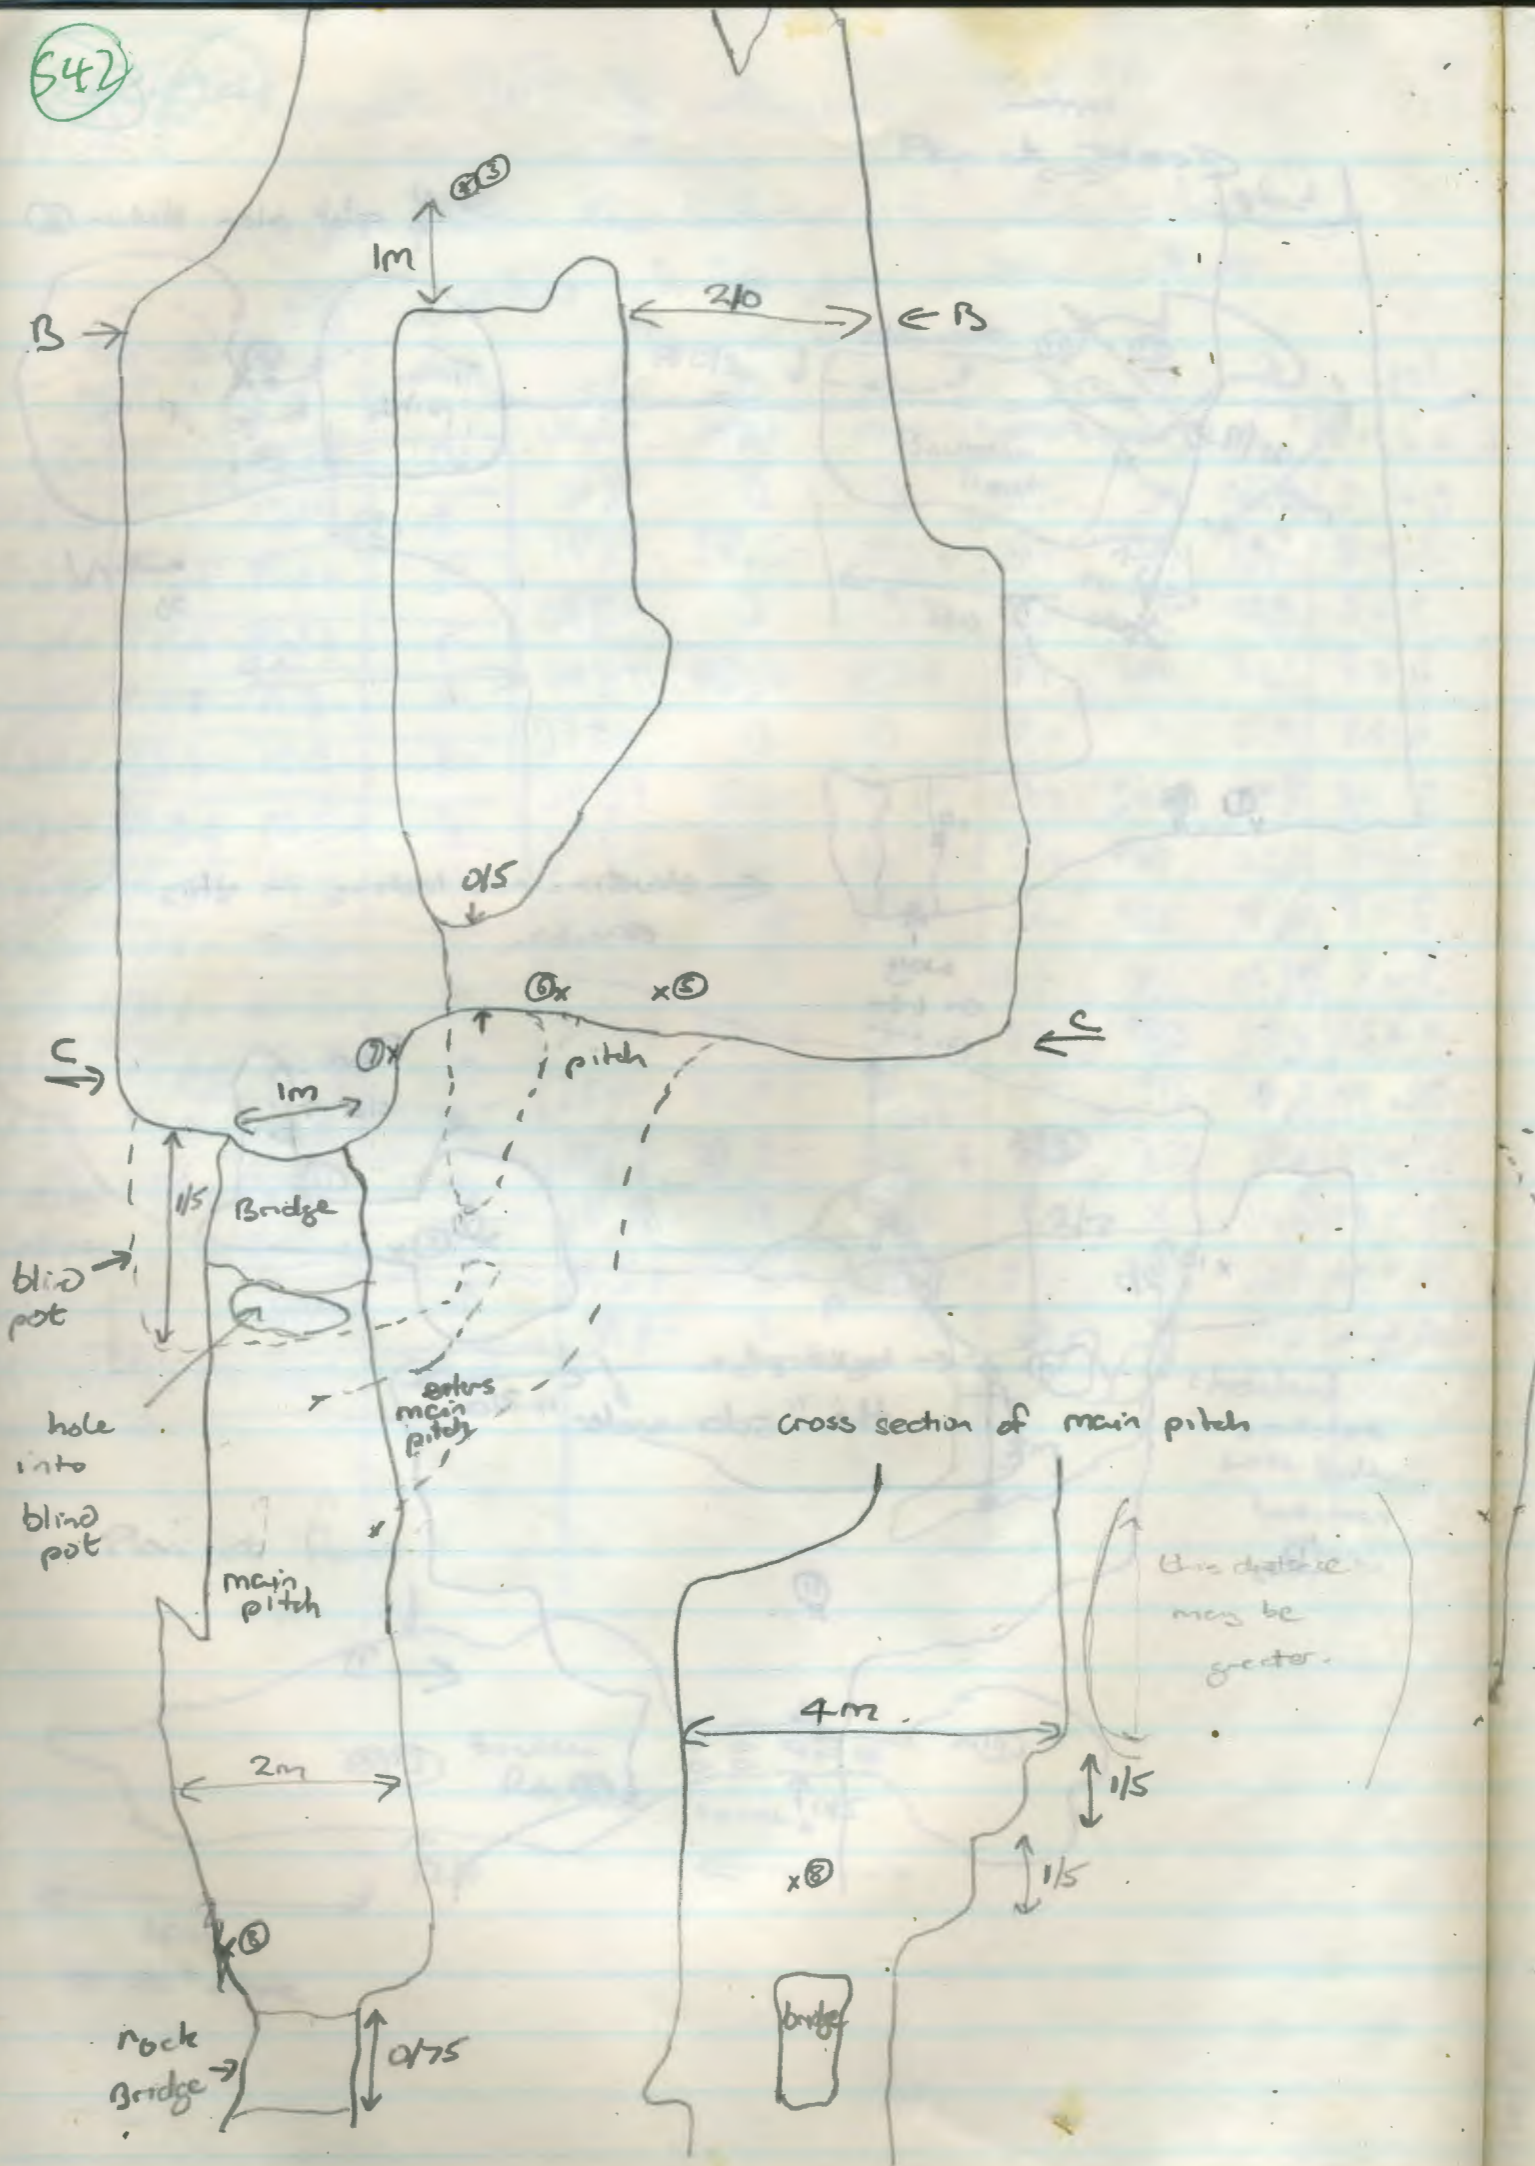 S42
③
1m
B
2/0
B
0/5
⑥x
x⑤
C
⑦x
pitch
C
1m
1/5
Bridge
blind
pot
enters
main
pitch
hole
into
blind
pot
cross section of main pitch
main
pitch
this distance
may be
greater.
4m
2m
1/5
x⑧
1/5
x⑧
bridge
rock
Bridge
0/75